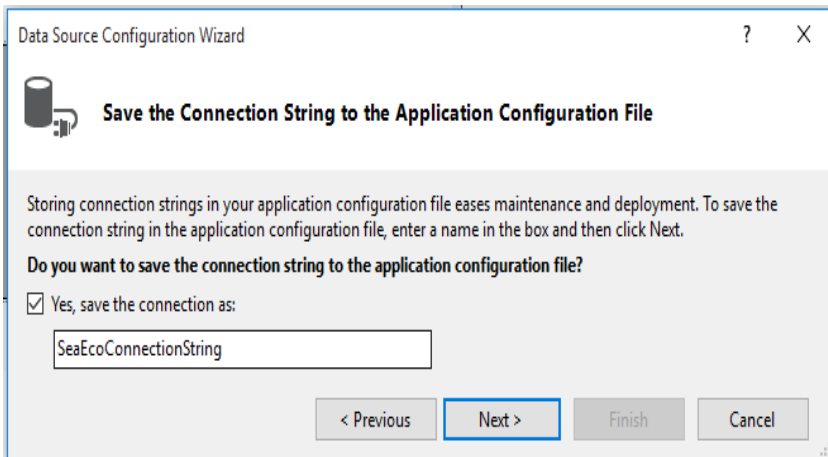 Data Source Configuration Wizard
?
X
Save the Connection String to the Application Configuration File
Storing connection strings in your application configuration file eases maintenance and deployment. To save the
connection string in the application configuration file, enter a name in the box and then click Next.
Do you want to save the connection string to the application configuration file?
Yes, save the connection as:
SeaEcoConnectionString
< Previous
Next >
Finish
Cancel